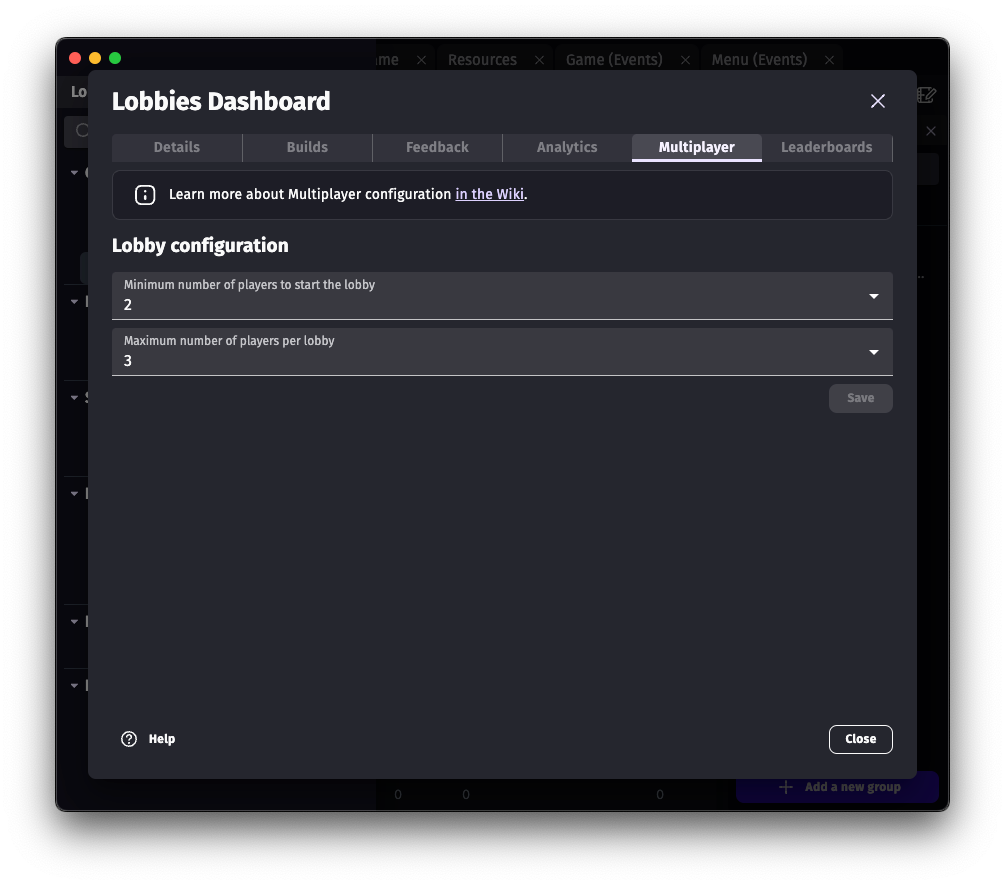 Resources
Game (Events)
Menu (Events)
Lobbies Dashboard
Details
Builds
Feedback
Analytics
Multiplayer
Leaderboards
Learn more about Multiplayer configuration in the Wiki.
Lobby configuration
Minimum number of players to start the lobby
2
Maximum number of players per lobby
3
Save
Help
Close
0
0
0
Add a new group